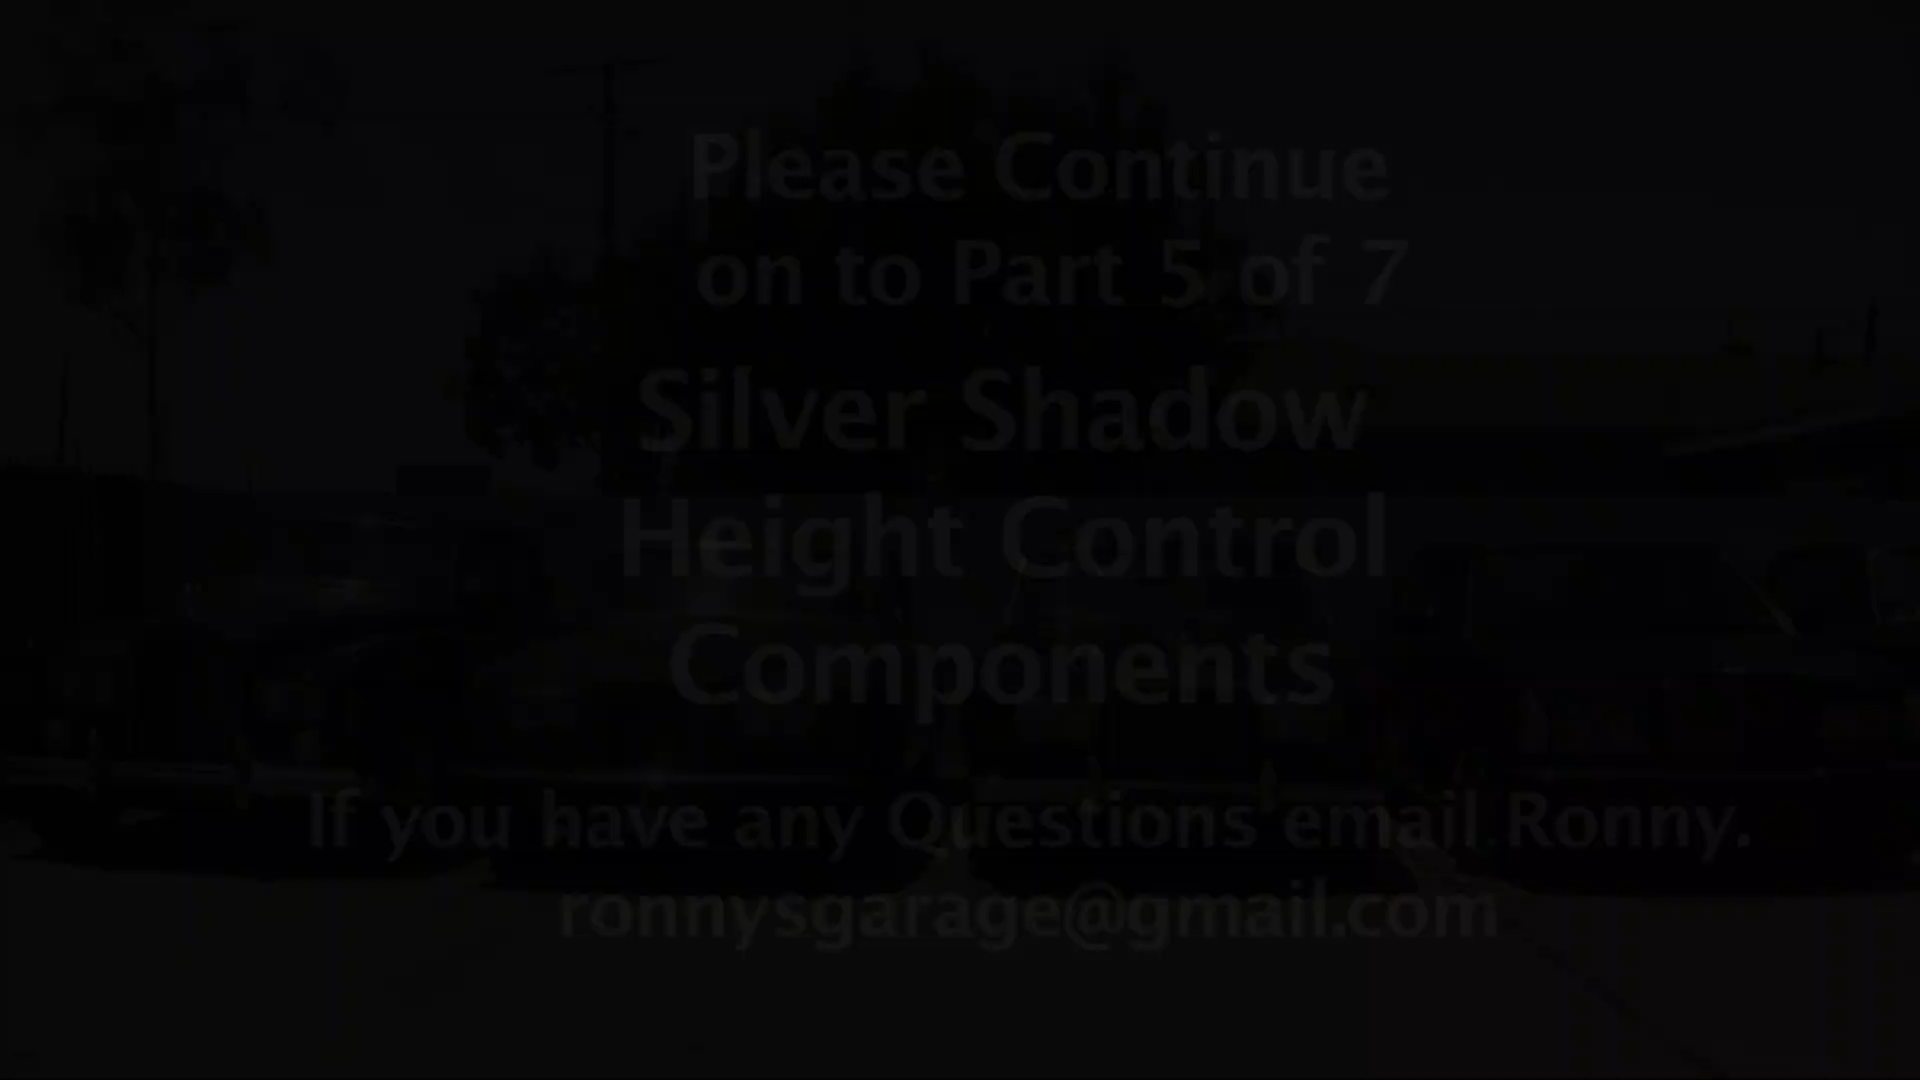 Please Continue
on to Part 5 of 7
Silver Shadow
Height Control
Components
If you have any Questions email Ronny.
ronnysgarage@gmail.com